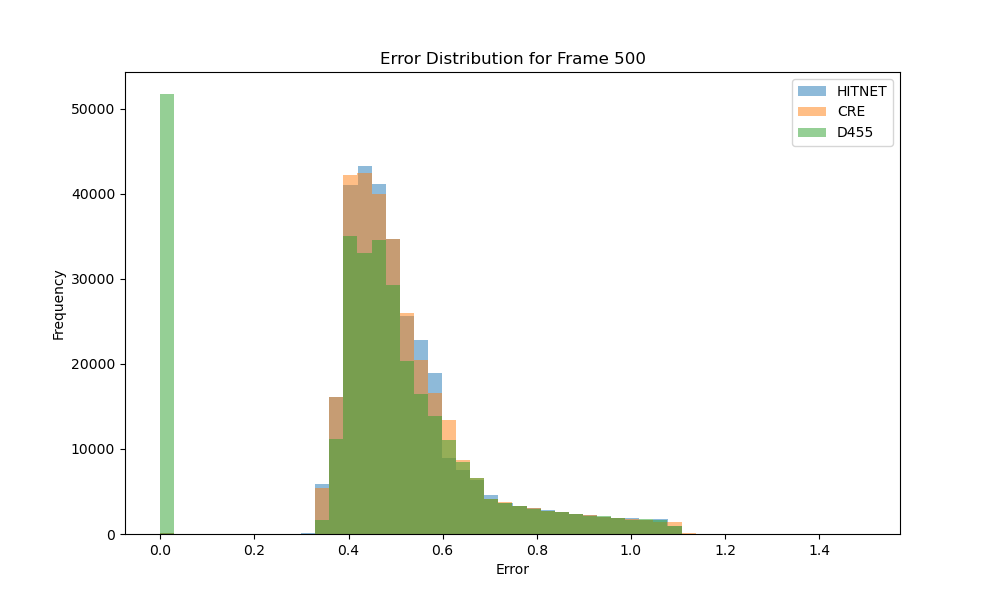 Error Distribution for Frame 500
HITNET
CRE
D455
50000
40000
30000
20000
10000
0
Frequency
0.0 0.2 0.4 0.6 0.8 1.0 1.2 1.4
Error